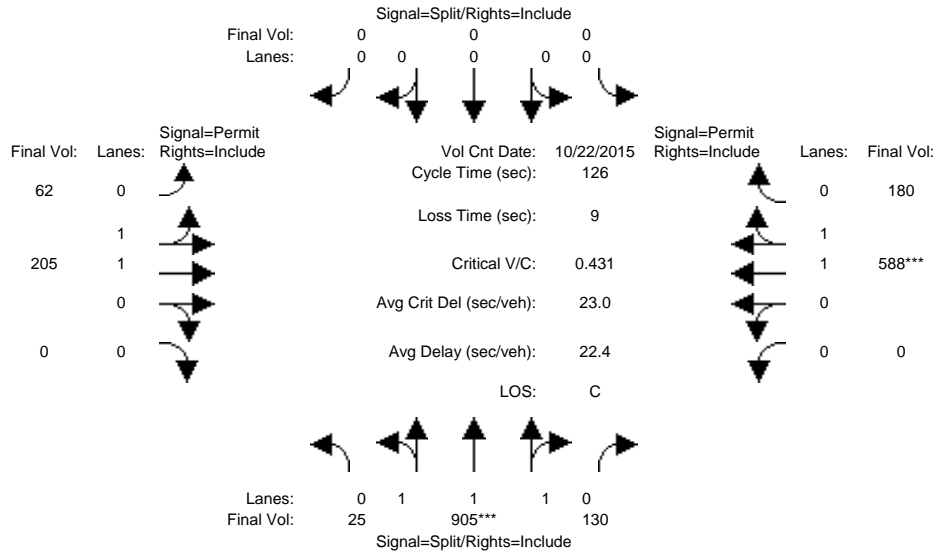 Signal=Split/Rights=Include
Final Vol: 0 0 0
Lanes: 0 0 0 0 0
Signal=Permit Signal=Permit
Final Vol: Lanes: Rights=Include Vol Cnt Date: 10/22/2015 Rights=Include Lanes: Final Vol:
Cycle Time (sec): 126
62 0 0 180
Loss Time (sec): 9
1 1
205 1 Critical V/C: 0.431 1 588***
0 Avg Crit Del (sec/veh): 23.0 0
0 0 Avg Delay (sec/veh): 22.4 0 0
LOS: C
Lanes: 0 1 1 1 0
Final Vol: 25 905*** 130
Signal=Split/Rights=Include